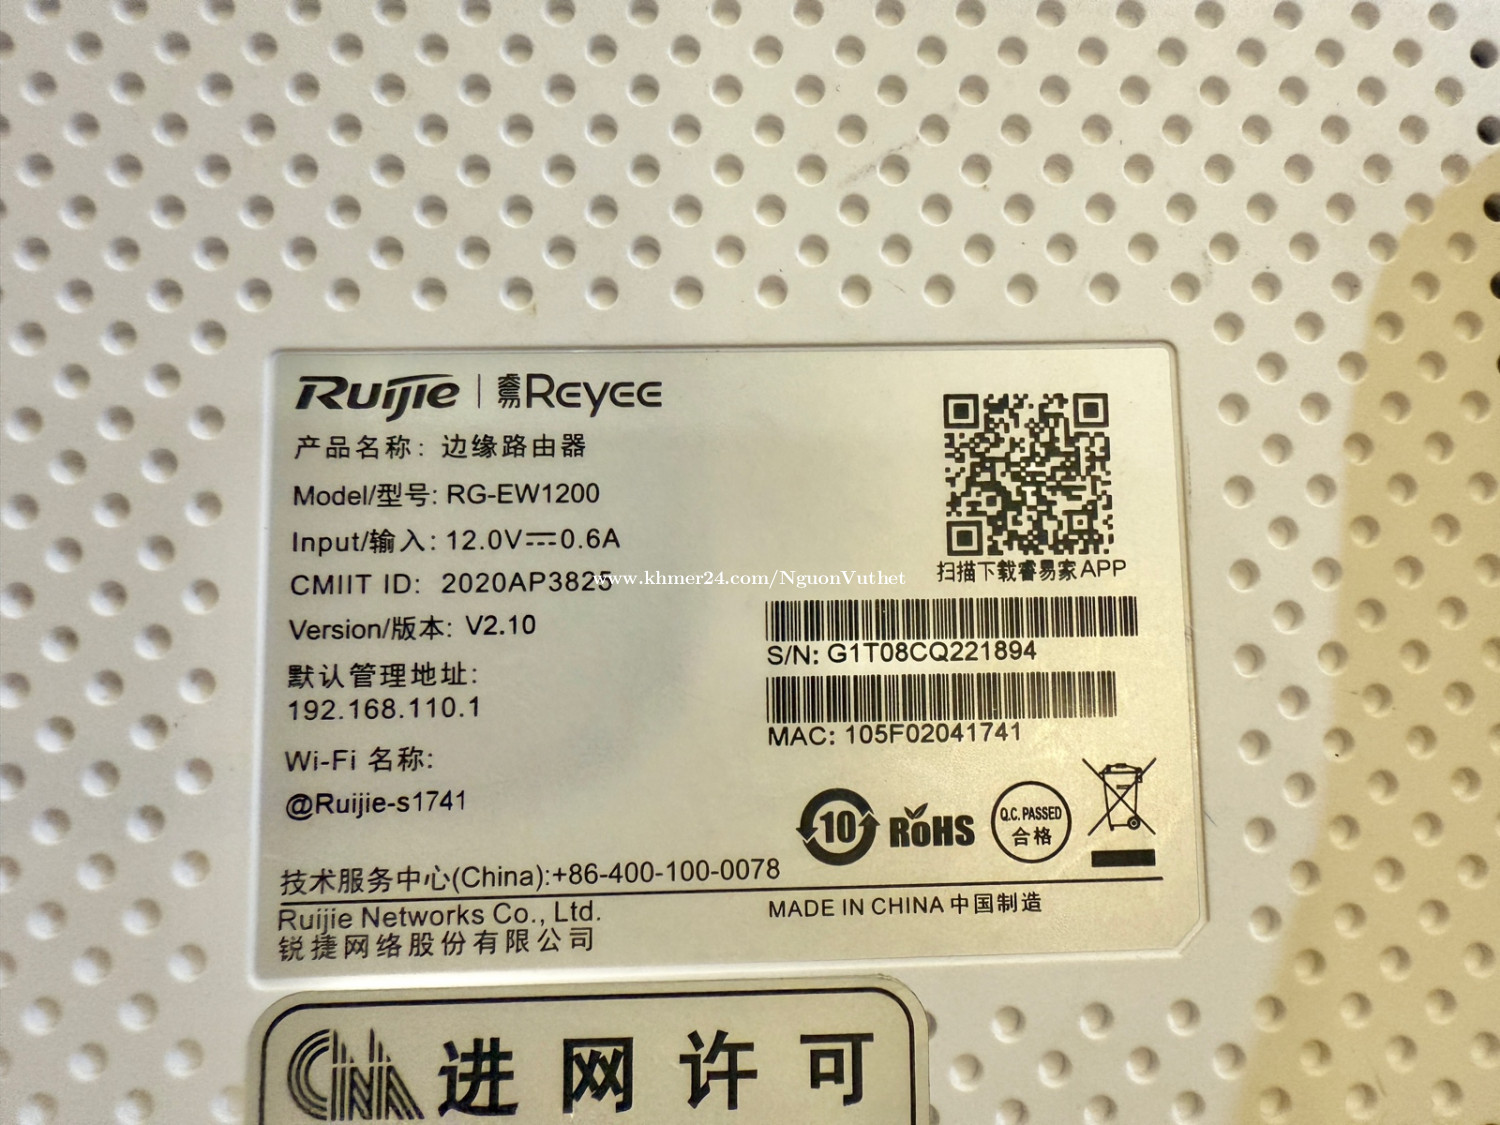 Ruijie | 睿易 Reyee
产品名称: 边缘路由器
Model/型号: RG-EW1200
Input/输入: 12.0V⎓0.6A
CMIIT ID: 2020AP3825
Version/版本: V2.10
默认管理地址:
192.168.110.1
Wi-Fi 名称:
@Ruijie-s1741
扫描下载睿易家APP
S/N: G1T08CQ221894
MAC: 105F02041741
10
RoHS
Q.C. PASSED
合格
技术服务中心(China):+86-400-100-0078
Ruijie Networks Co., Ltd.
锐捷网络股份有限公司
MADE IN CHINA 中国制造
进网许可
www.khmer24.com/NguonVuthet